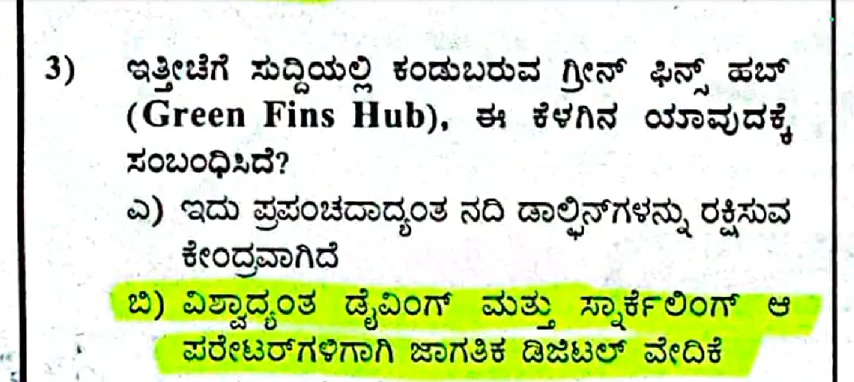 3) ಇತ್ತೀಚೆಗೆ ಸುದ್ದಿಯಲ್ಲಿ ಕಂಡುಬರುವ ಗ್ರೀನ್ ಫಿನ್ಸ್ ಹಬ್
(Green Fins Hub), ಈ ಕೆಳಗಿನ ಯಾವುದಕ್ಕೆ
ಸಂಬಂಧಿಸಿದೆ?
ಎ) ಇದು ಪ್ರಪಂಚದಾದ್ಯಂತ ನದಿ ಡಾಲ್ಫಿನ್‌ಗಳನ್ನು ರಕ್ಷಿಸುವ
ಕೇಂದ್ರವಾಗಿದೆ
ಬಿ) ವಿಶ್ವಾದ್ಯಂತ ಡೈವಿಂಗ್ ಮತ್ತು ಸ್ನಾರ್ಕೆಲಿಂಗ್ ಆ
ಪರೇಟರ್‌ಗಳಿಗಾಗಿ ಜಾಗತಿಕ ಡಿಜಿಟಲ್ ವೇದಿಕೆ